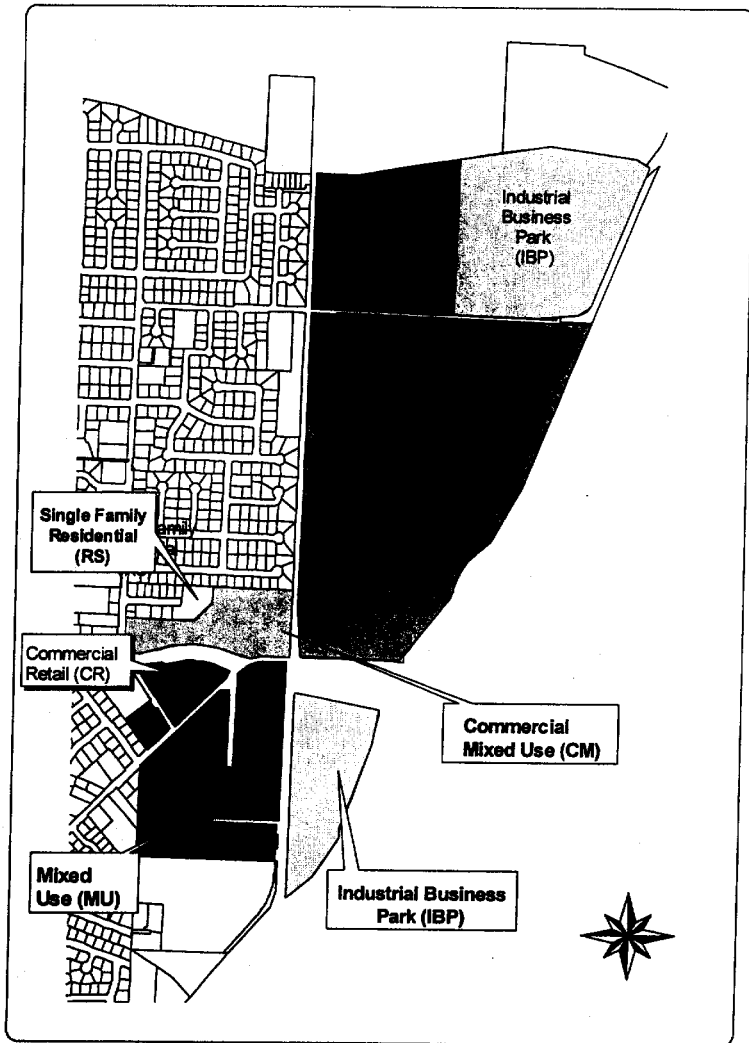 Industrial
Business
Park
(IBP)
Single Family
Residential
(RS)
Commercial
Retail (CR)
Commercial
Mixed Use (CM)
Mixed
Use (MU)
Industrial Business
Park (IBP)